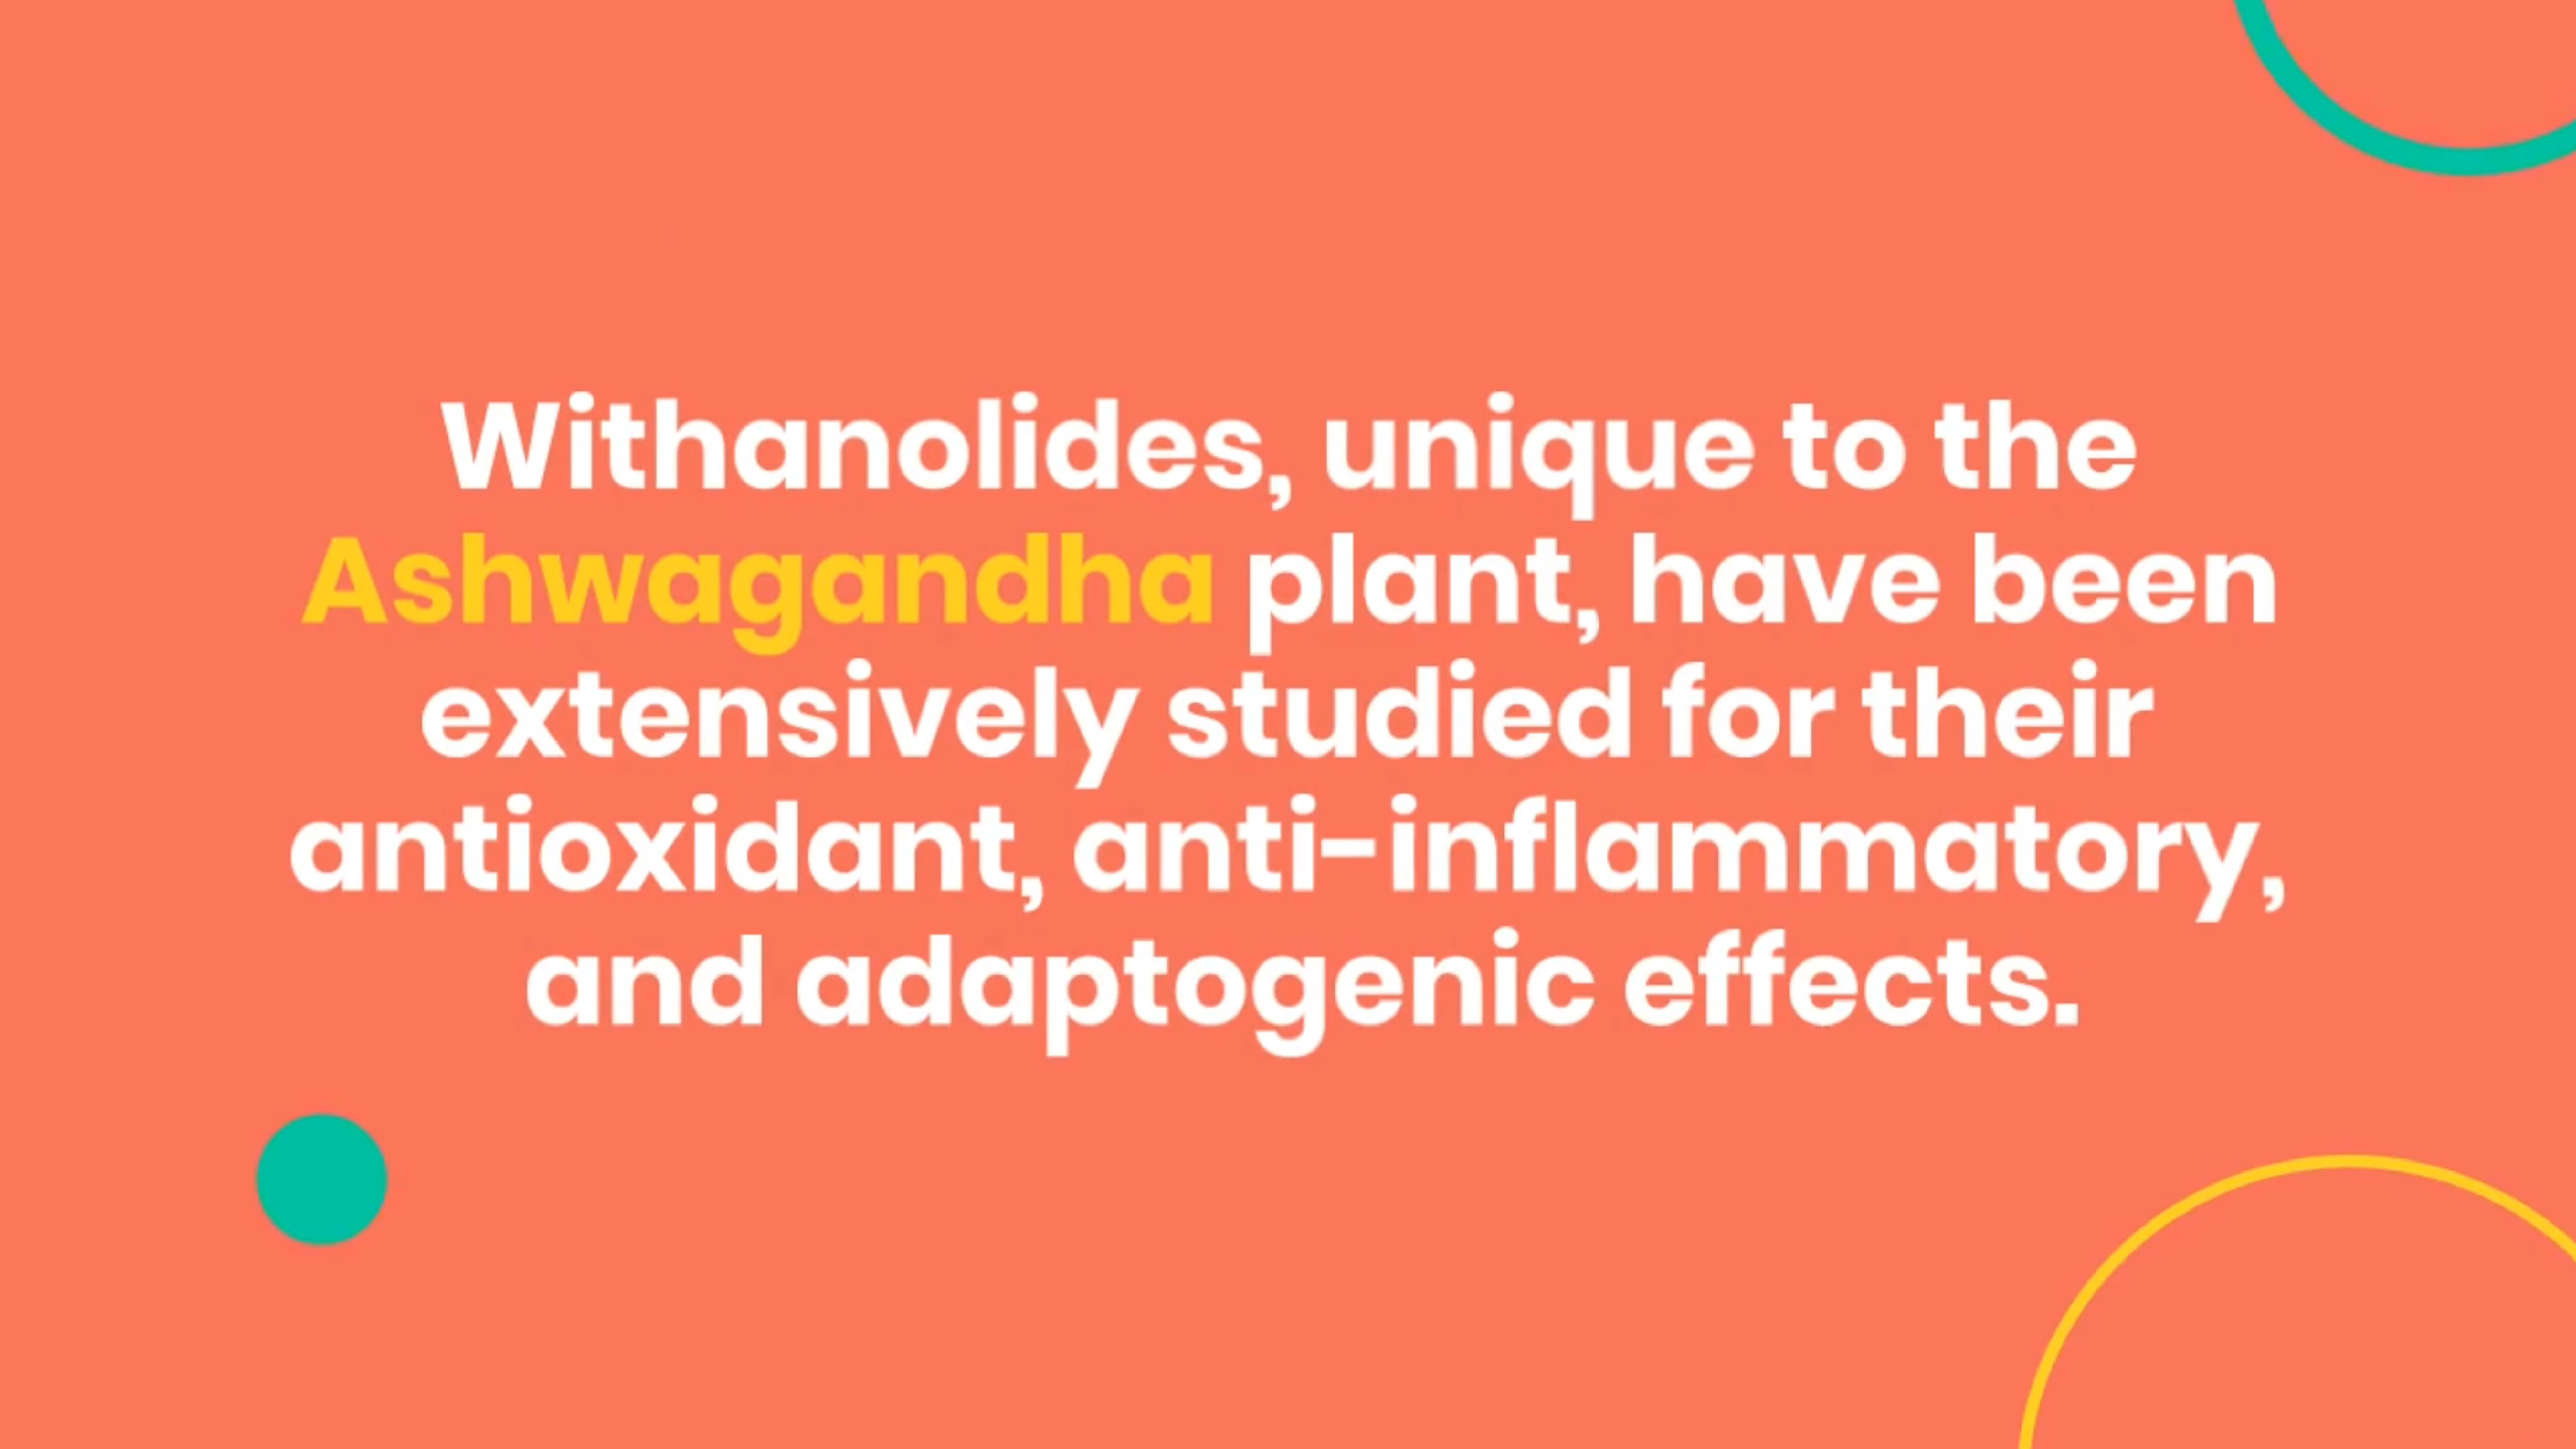 Withanolides, unique to the
Ashwagandha plant, have been
extensively studied for their
antioxidant, anti-inflammatory,
and adaptogenic effects.